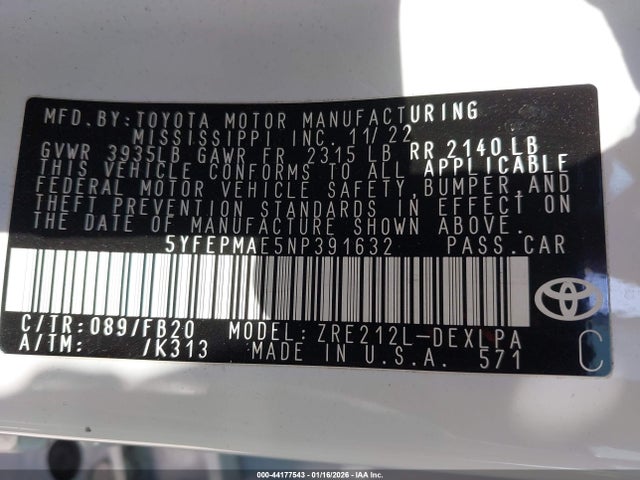 MFD. BY: TOYOTA MOTOR MANUFACTURING
MISSISSIPPI INC. 11/22
GVWR 3935LB GAWR FR 2315 LB RR 2140 LB
THIS VEHICLE CONFORMS TO ALL APPLICABLE
FEDERAL MOTOR VEHICLE SAFETY, BUMPER, AND
THEFT PREVENTION STANDARDS IN EFFECT ON
THE DATE OF MANUFACTURE SHOWN ABOVE.
5YFEPMAE5NP391632 PASS. CAR
C/TR: 089/FB20 MODEL: ZRE212L-DEXLPA
A/TM: /K313 MADE IN U.S.A. 571
C
000-44177543 - 01/16/2026 - IAA Inc.